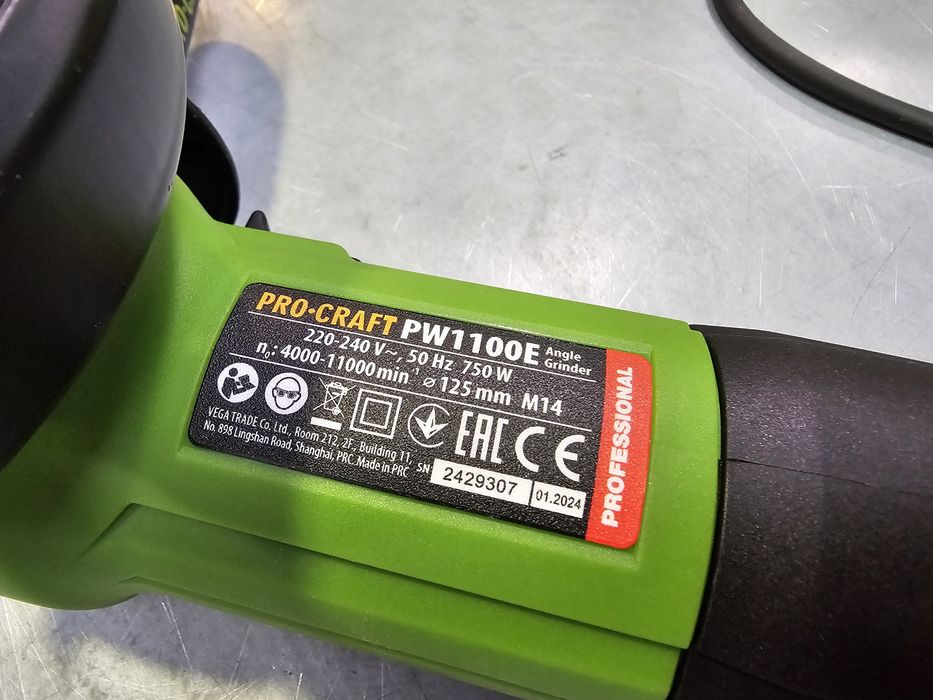 PRO-CRAFT PW1100E Angle Grinder
220-240 V~, 50 Hz 750 W
n₀: 4000-11000 min⁻¹ ⌀ 125 mm M14
EAC CE
VEGA TRADE Co, Ltd., Room 212, 2F, Building 11,
No. 898 Lingshan Road, Shanghai, PRC. Made in PRC
SN: 2429307 01.2024
PROFESSIONAL